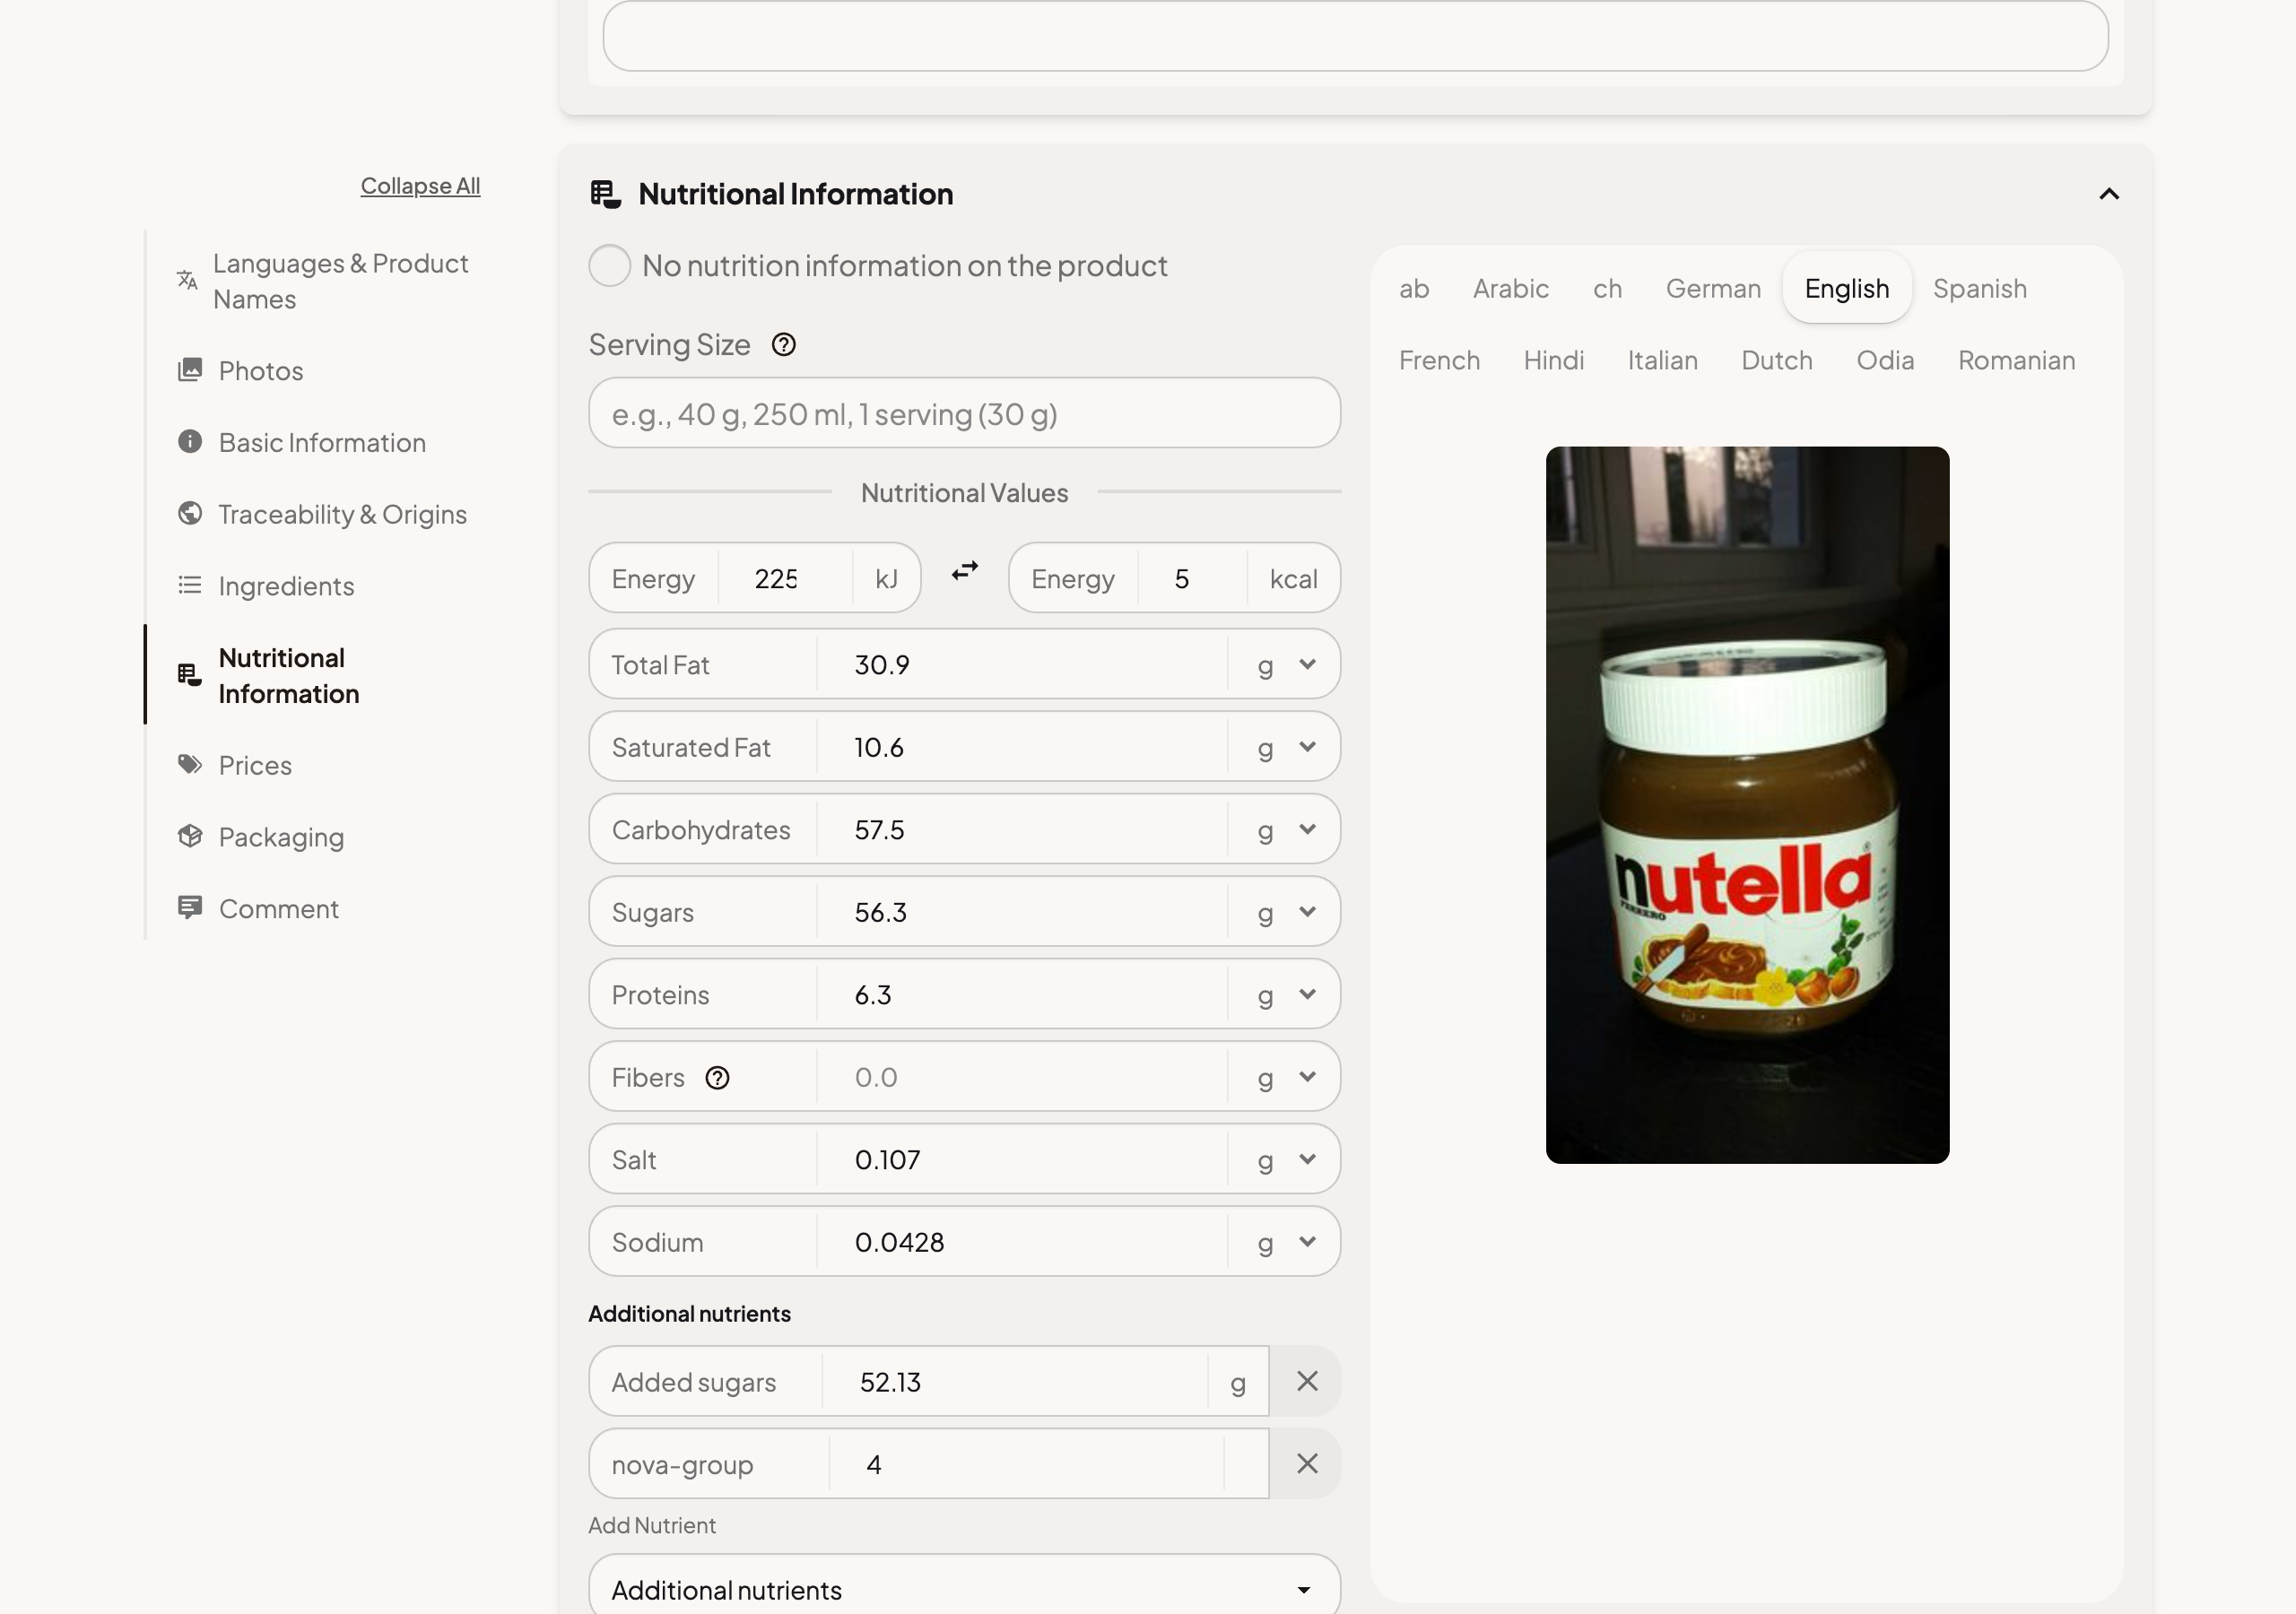 Collapse All
Languages & Product
Names
Photos
Basic Information
Traceability & Origins
Ingredients
Nutritional
Information
Prices
Packaging
Comment
Nutritional Information
No nutrition information on the product
Serving Size
e.g., 40 g, 250 ml, 1 serving (30 g)
Nutritional Values
Energy 225 kJ
Energy 5 kcal
Total Fat 30.9 g
Saturated Fat 10.6 g
Carbohydrates 57.5 g
Sugars 56.3 g
Proteins 6.3 g
Fibers 0.0 g
Salt 0.107 g
Sodium 0.0428 g
Additional nutrients
Added sugars 52.13 g
nova-group 4
Add Nutrient
Additional nutrients
ab Arabic ch German English Spanish
French Hindi Italian Dutch Odia Romanian
nutella
FERRERO